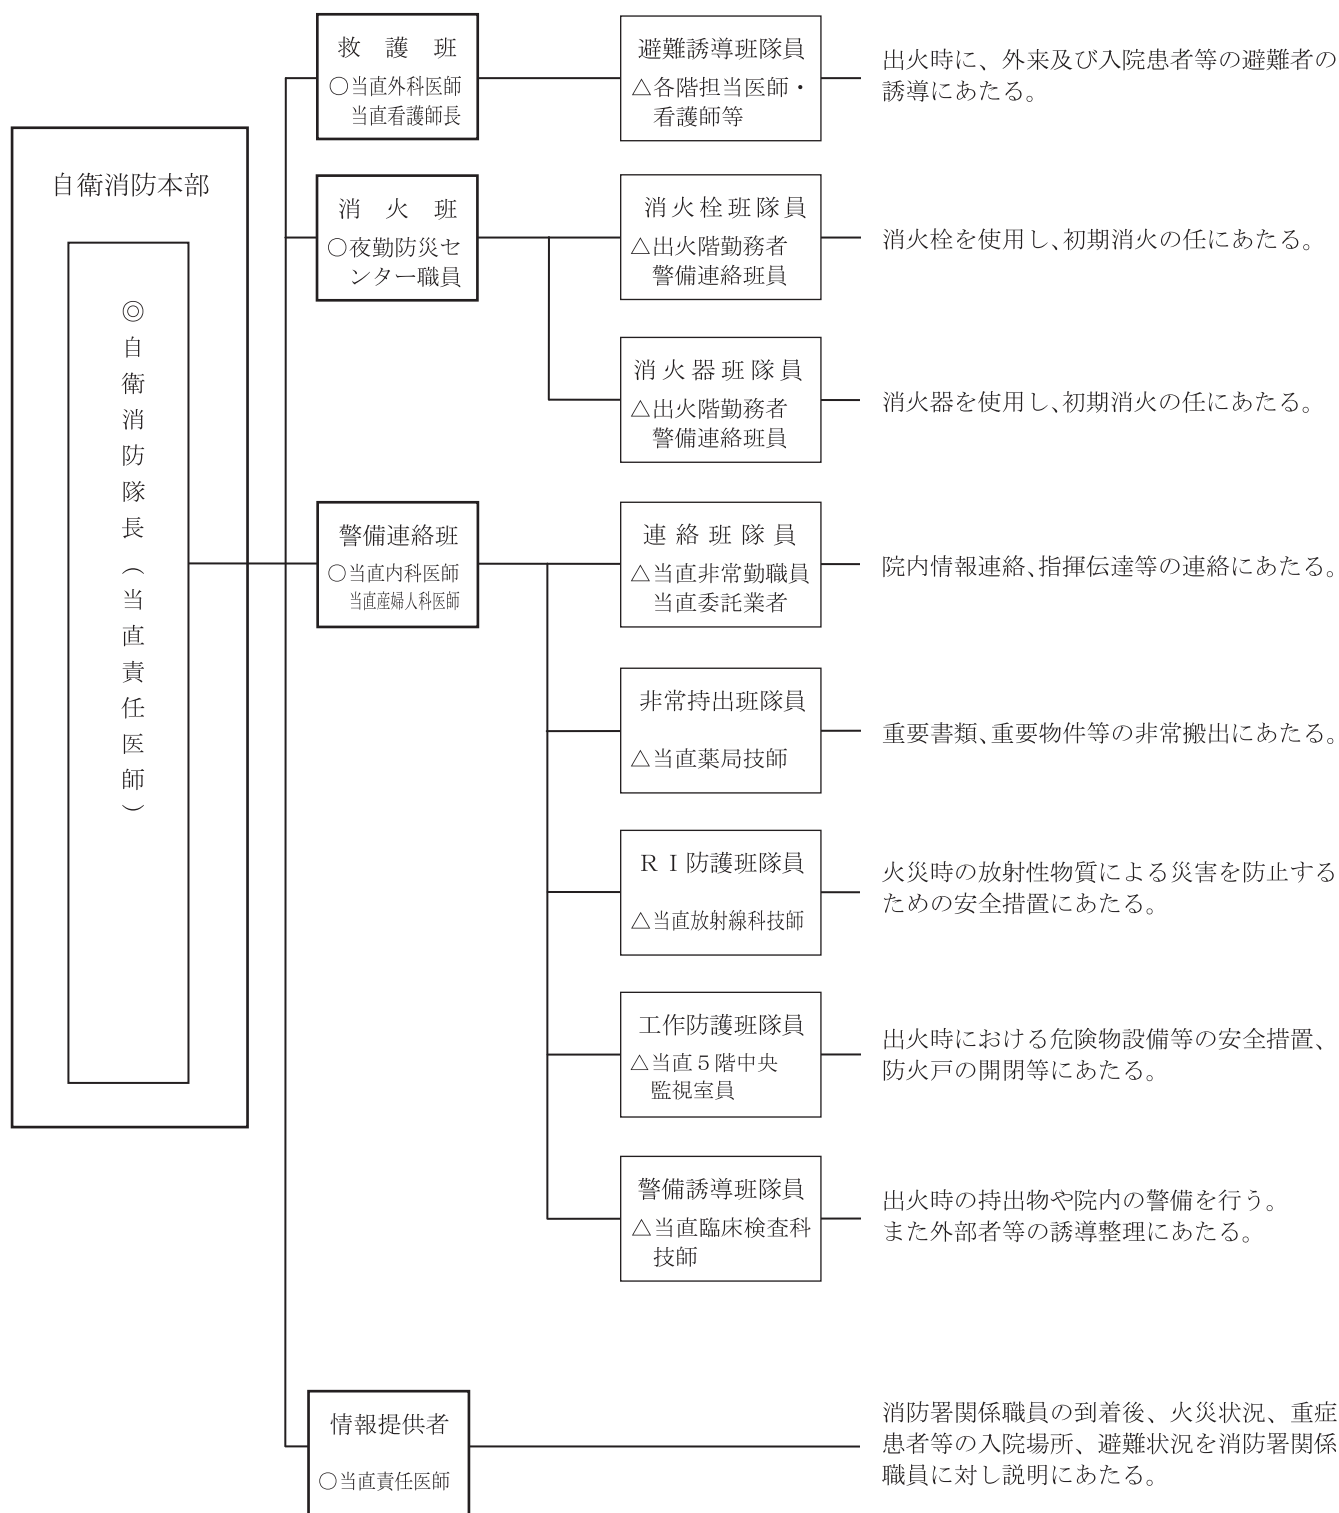 自衛消防本部
◎自衛消防隊長（当直責任医師）
救護班
○当直外科医師
当直看護師長
避難誘導班隊員
△各階担当医師・
看護師等
出火時に、外来及び入院患者等の避難者の
誘導にあたる。
消火班
○夜勤防災セ
ンター職員
消火栓班隊員
△出火階勤務者
警備連絡班員
消火栓を使用し、初期消火の任にあたる。
消火器班隊員
△出火階勤務者
警備連絡班員
消火器を使用し、初期消火の任にあたる。
警備連絡班
○当直内科医師
当直産婦人科医師
連絡班隊員
△当直非常勤職員
当直委託業者
院内情報連絡、指揮伝達等の連絡にあたる。
非常持出班隊員
△当直薬局技師
重要書類、重要物件等の非常搬出にあたる。
ＲＩ防護班隊員
△当直放射線科技師
火災時の放射性物質による災害を防止する
ための安全措置にあたる。
工作防護班隊員
△当直５階中央
監視室員
出火時における危険物設備等の安全措置、
防火戸の開閉等にあたる。
警備誘導班隊員
△当直臨床検査科
技師
出火時の持出物や院内の警備を行う。
また外部者等の誘導整理にあたる。
情報提供者
○当直責任医師
消防署関係職員の到着後、火災状況、重症
患者等の入院場所、避難状況を消防署関係
職員に対し説明にあたる。